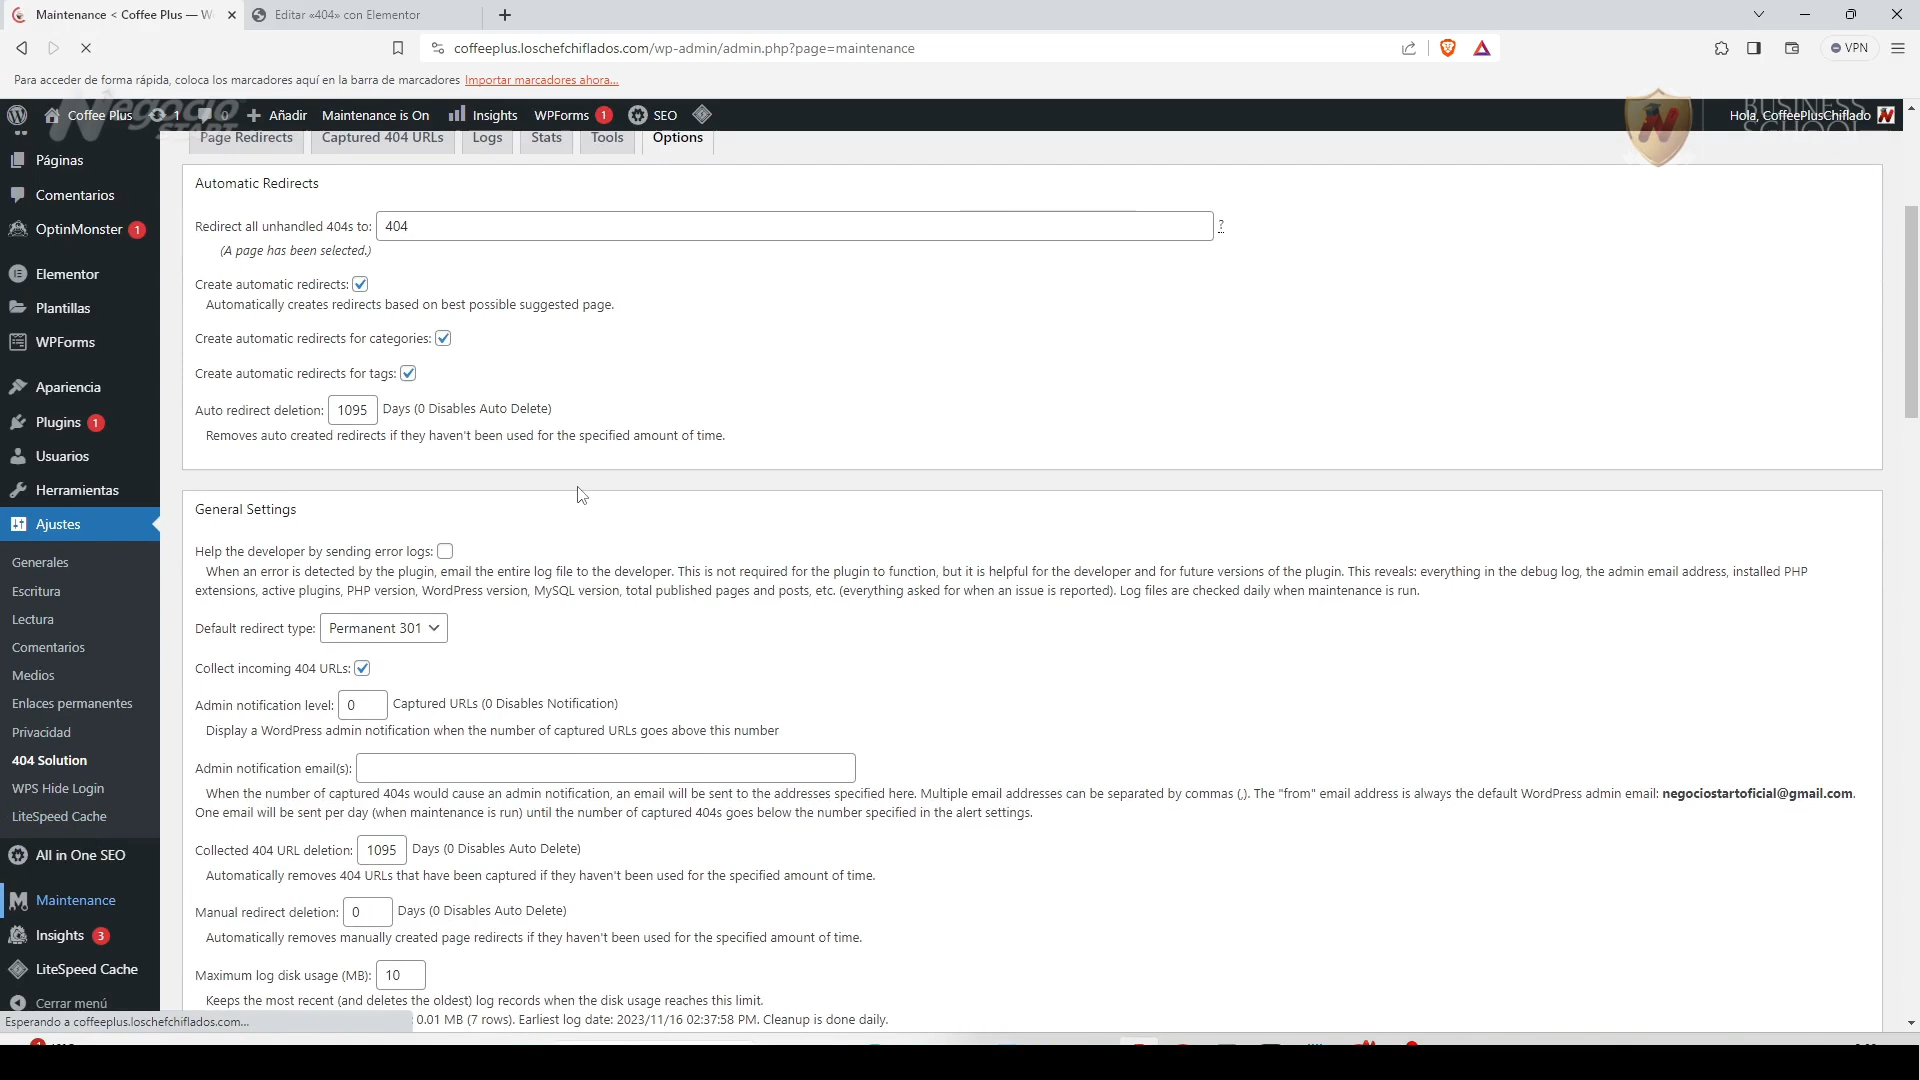 Maintenance < Coffee Plus — W
Editar «404» con Elementor
coffeeplus.loschefchiflados.com/wp-admin/admin.php?page=maintenance
VPN
Para acceder de forma rápida, coloca los marcadores aquí en la barra de marcadores Importar marcadores ahora...
Coffee Plus
1
0
Añadir
Maintenance is On
Insights
WPForms 1
SEO
Hola, CoffeePlusChiflado
Negocio
START
BUSINESS
SCHOOL
Page Redirects
Captured 404 URLs
Logs
Stats
Tools
Options
Páginas
Comentarios
OptinMonster 1
Elementor
Plantillas
WPForms
Apariencia
Plugins 1
Usuarios
Herramientas
Ajustes
Generales
Escritura
Lectura
Comentarios
Medios
Enlaces permanentes
Privacidad
404 Solution
WPS Hide Login
LiteSpeed Cache
All in One SEO
Maintenance
Insights 3
LiteSpeed Cache
Cerrar menú
Esperando a coffeeplus.loschefchiflados.com...
Automatic Redirects
Redirect all unhandled 404s to: 404 ?
(A page has been selected.)
Create automatic redirects:
Automatically creates redirects based on best possible suggested page.
Create automatic redirects for categories:
Create automatic redirects for tags:
Auto redirect deletion: 1095 Days (0 Disables Auto Delete)
Removes auto created redirects if they haven't been used for the specified amount of time.
General Settings
Help the developer by sending error logs:
When an error is detected by the plugin, email the entire log file to the developer. This is not required for the plugin to function, but it is helpful for the developer and for future versions of the plugin. This reveals: everything in the debug log, the admin email address, installed PHP
extensions, active plugins, PHP version, WordPress version, MySQL version, total published pages and posts, etc. (everything asked for when an issue is reported). Log files are checked daily when maintenance is run.
Default redirect type: Permanent 301
Collect incoming 404 URLs:
Admin notification level: 0 Captured URLs (0 Disables Notification)
Display a WordPress admin notification when the number of captured URLs goes above this number
Admin notification email(s):
When the number of captured 404s would cause an admin notification, an email will be sent to the addresses specified here. Multiple email addresses can be separated by commas (,). The "from" email address is always the default WordPress admin email: negociostartoficial@gmail.com.
One email will be sent per day (when maintenance is run) until the number of captured 404s goes below the number specified in the alert settings.
Collected 404 URL deletion: 1095 Days (0 Disables Auto Delete)
Automatically removes 404 URLs that have been captured if they haven't been used for the specified amount of time.
Manual redirect deletion: 0 Days (0 Disables Auto Delete)
Automatically removes manually created page redirects if they haven't been used for the specified amount of time.
Maximum log disk usage (MB): 10
Keeps the most recent (and deletes the oldest) log records when the disk usage reaches this limit.
: 0.01 MB (7 rows). Earliest log date: 2023/11/16 02:37:58 PM. Cleanup is done daily.